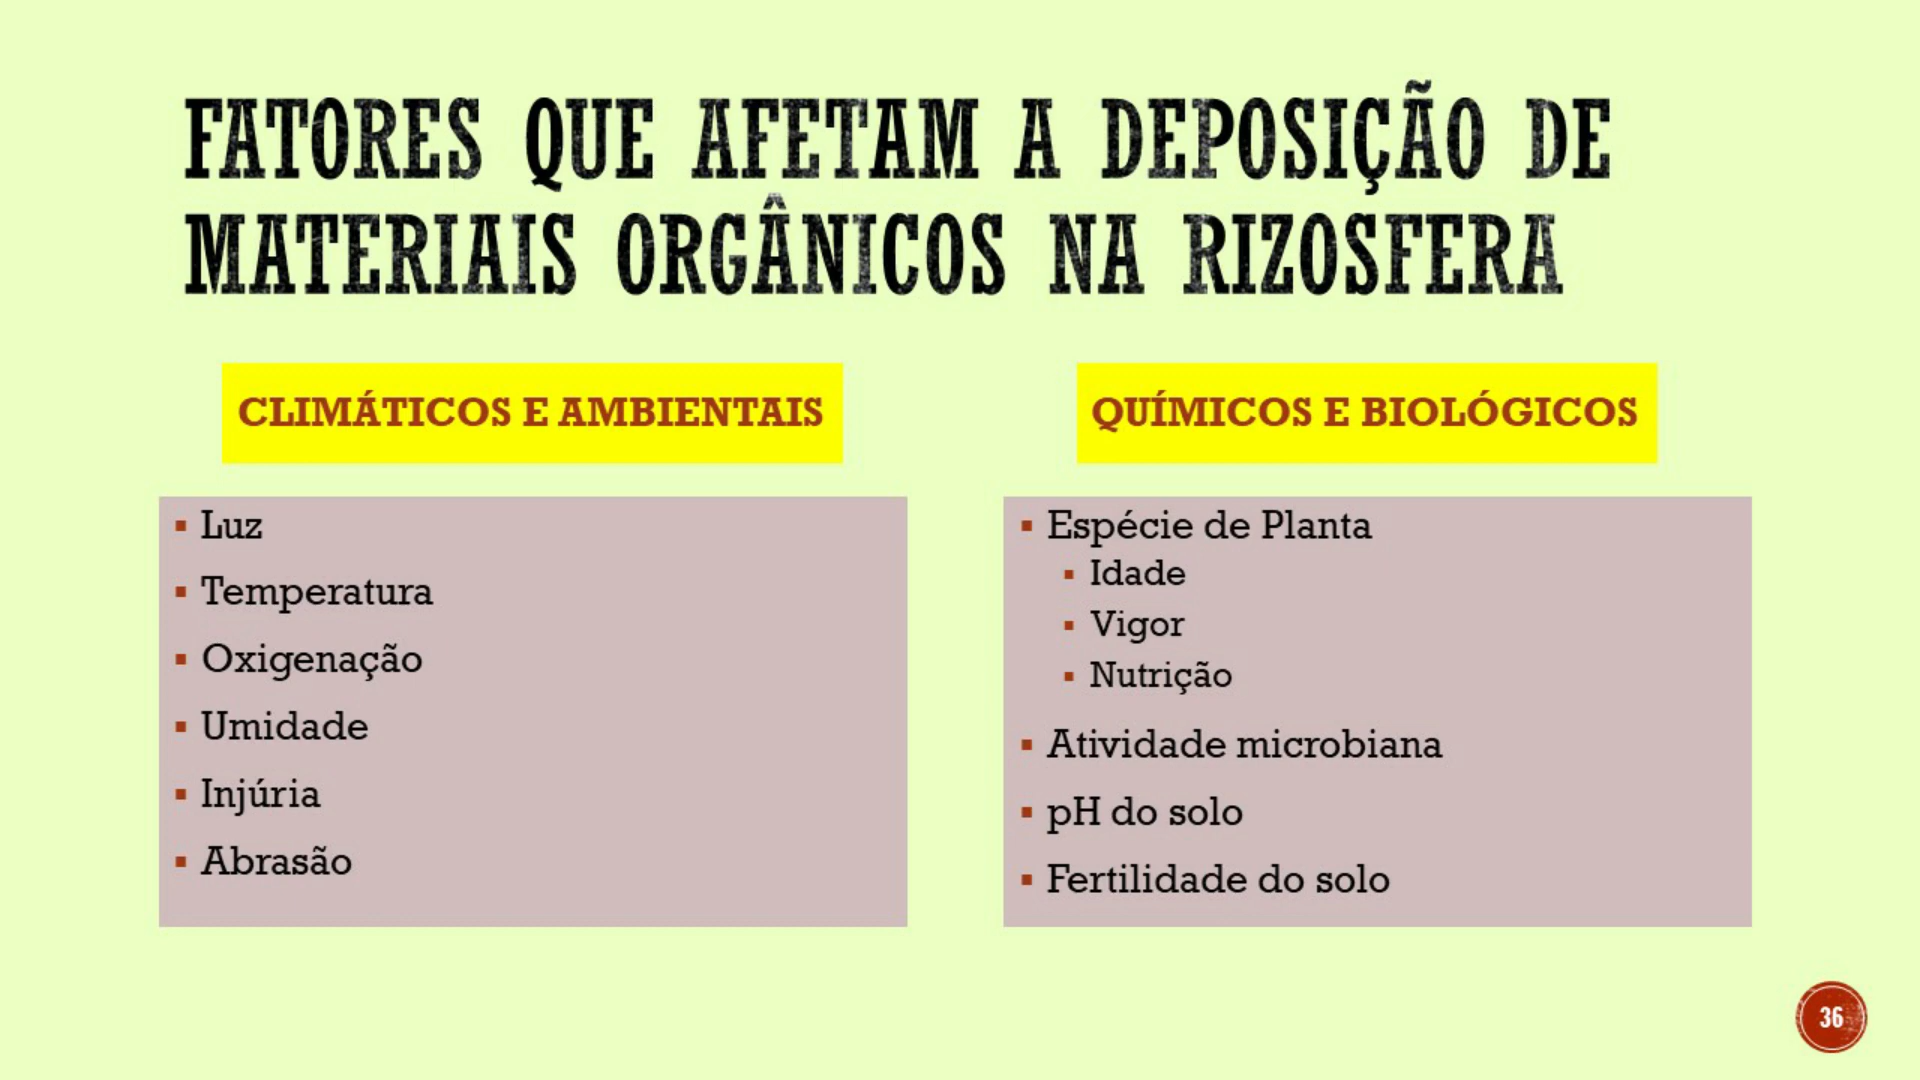 FATORES QUE AFETAM A DEPOSIÇÃO DE
MATERIAIS ORGÂNICOS NA RIZOSFERA
CLIMÁTICOS E AMBIENTAIS
Luz
Temperatura
Oxigenação
Umidade
Injúria
Abrasão
QUÍMICOS E BIOLÓGICOS
Espécie de Planta
Idade
Vigor
Nutrição
Atividade microbiana
pH do solo
Fertilidade do solo
36